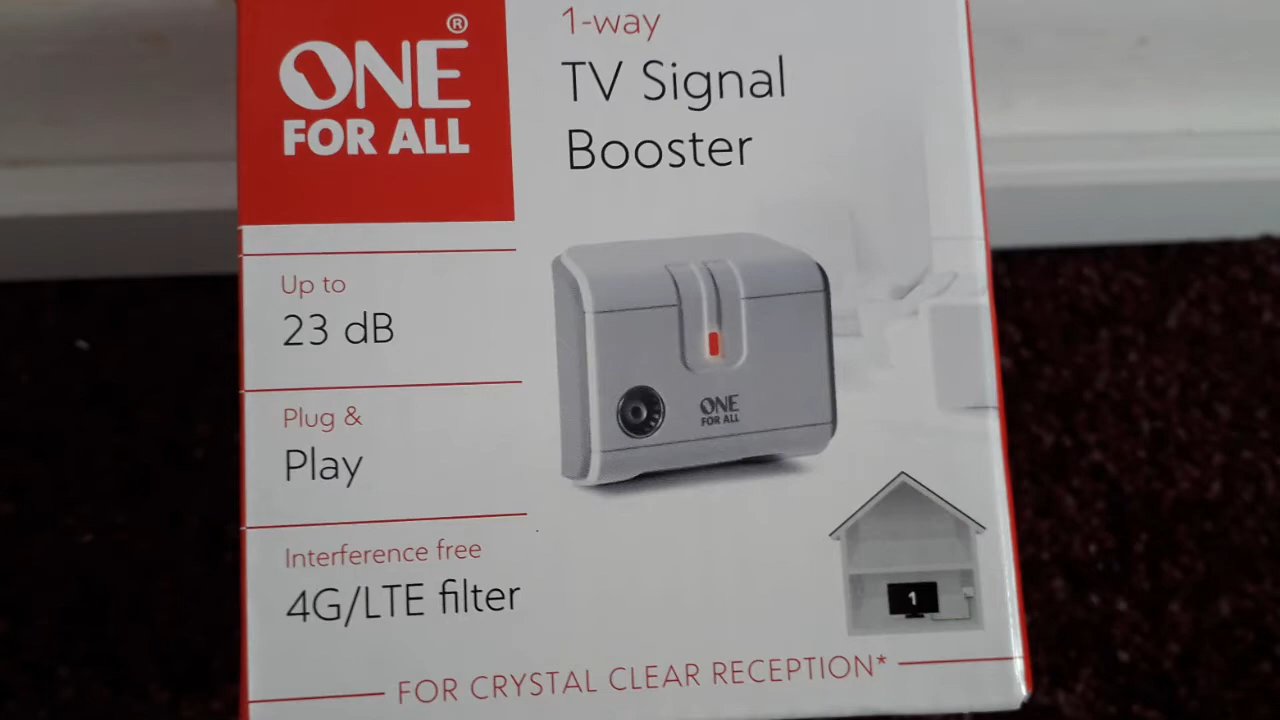 ONE®
FOR ALL
1-way
TV Signal
Booster
Up to
23 dB
Plug &
Play
Interference free
4G/LTE filter
ONE
FOR ALL
1
FOR CRYSTAL CLEAR RECEPTION*